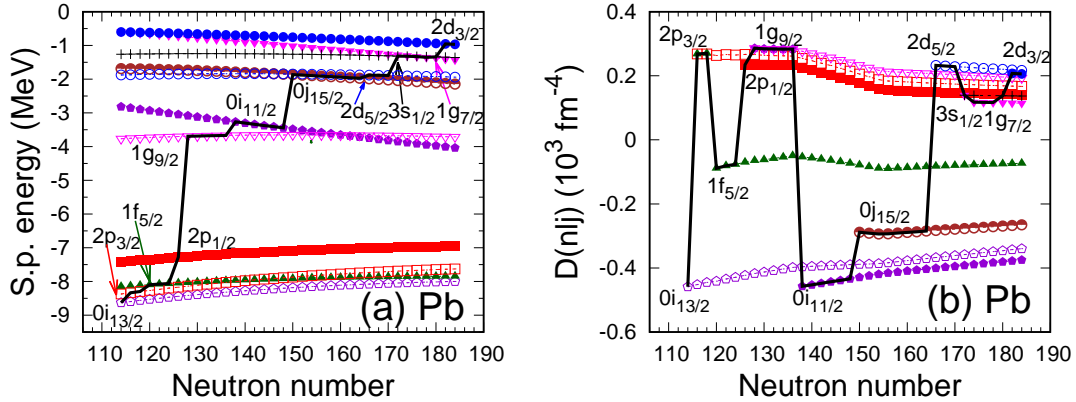 S.p. energy (MeV)
0
-1
-2
-3
-4
-5
-6
-7
-8
-9
110 120 130 140 150 160 170 180 190
Neutron number
(a) Pb
2d3/2
0i11/2
0j15/2
2d5/2
3s1/2
1g7/2
1g9/2
1f5/2
2p3/2
2p1/2
0i13/2
D(nlj) (10^3 fm^-4)
0.4
0.2
0
-0.2
-0.4
-0.6
110 120 130 140 150 160 170 180 190
Neutron number
(b) Pb
2p3/2
1g9/2
2d5/2
2d3/2
2p1/2
3s1/2
1g7/2
1f5/2
0j15/2
0i13/2
0i11/2